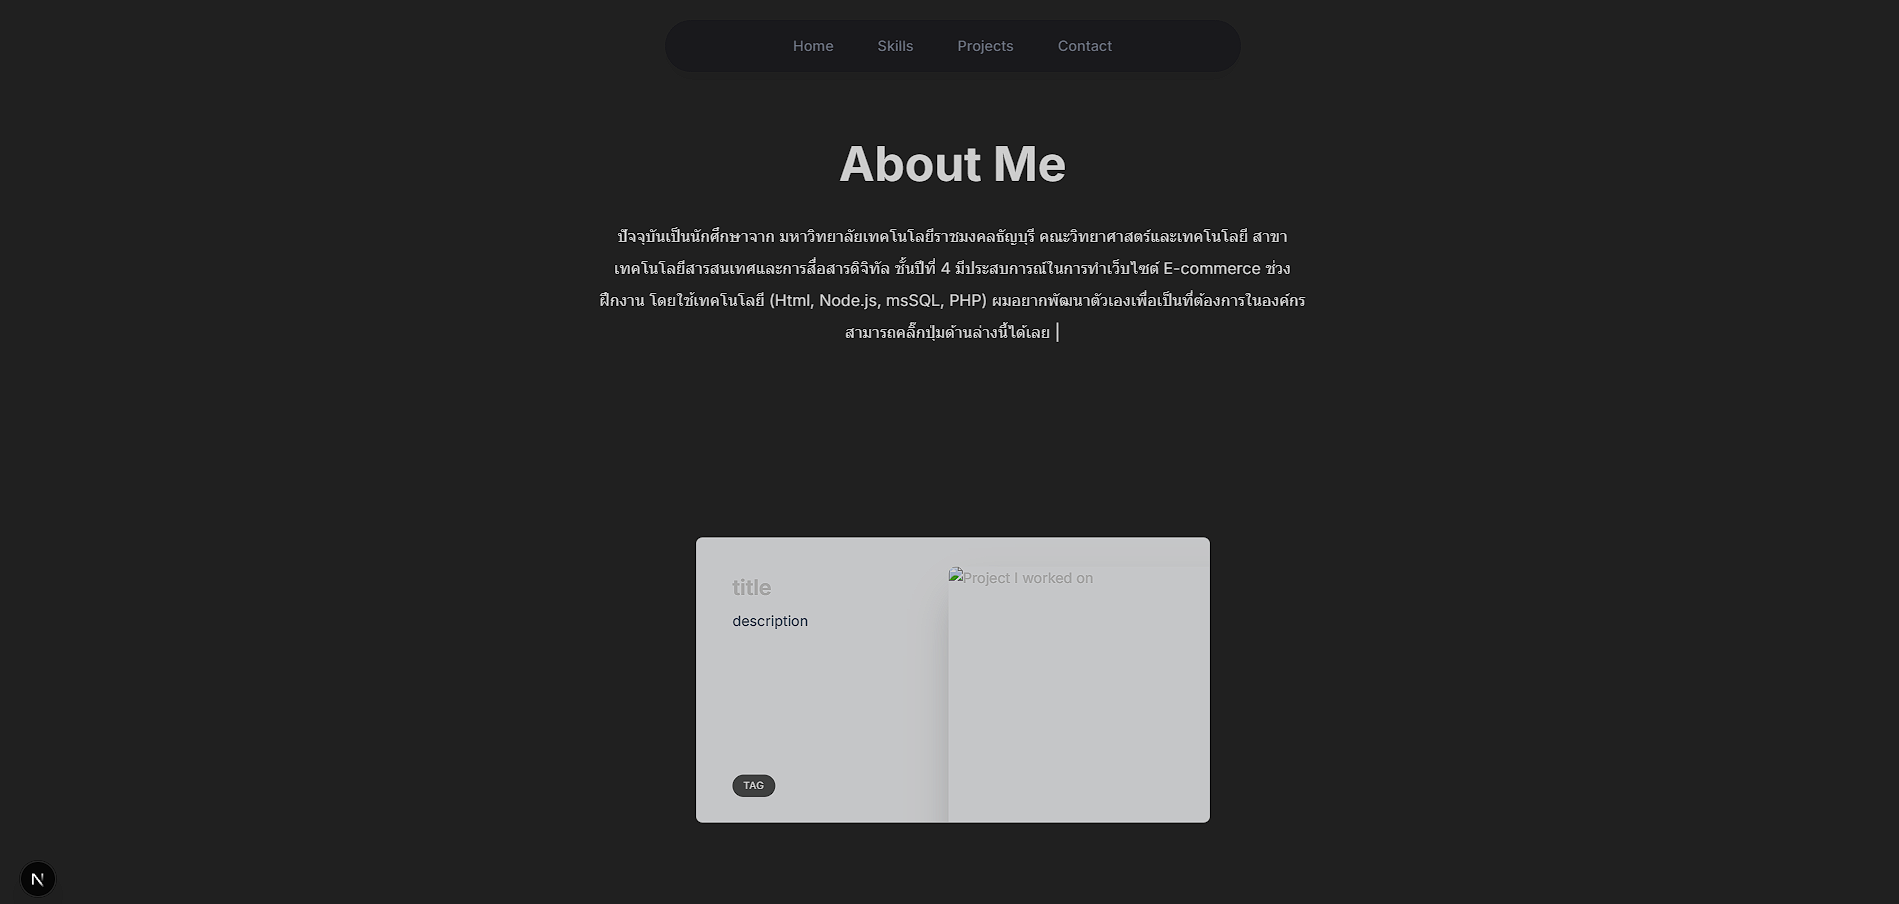 Home Skills Projects Contact
About Me
ปัจจุบันเป็นนักศึกษาจาก มหาวิทยาลัยเทคโนโลยีราชมงคลธัญบุรี คณะวิทยาศาสตร์และเทคโนโลยี สาขา
เทคโนโลยีสารสนเทศและการสื่อสารดิจิทัล ชั้นปีที่ 4 มีประสบการณ์ในการทำเว็บไซต์ E-commerce ช่วง
ฝึกงาน โดยใช้เทคโนโลยี (Html, Node.js, msSQL, PHP) ผมอยากพัฒนาตัวเองเพื่อเป็นที่ต้องการในองค์กร
สามารถคลิ๊กปุ่มด้านล่างนี้ได้เลย |
title
description
Project I worked on
TAG
N